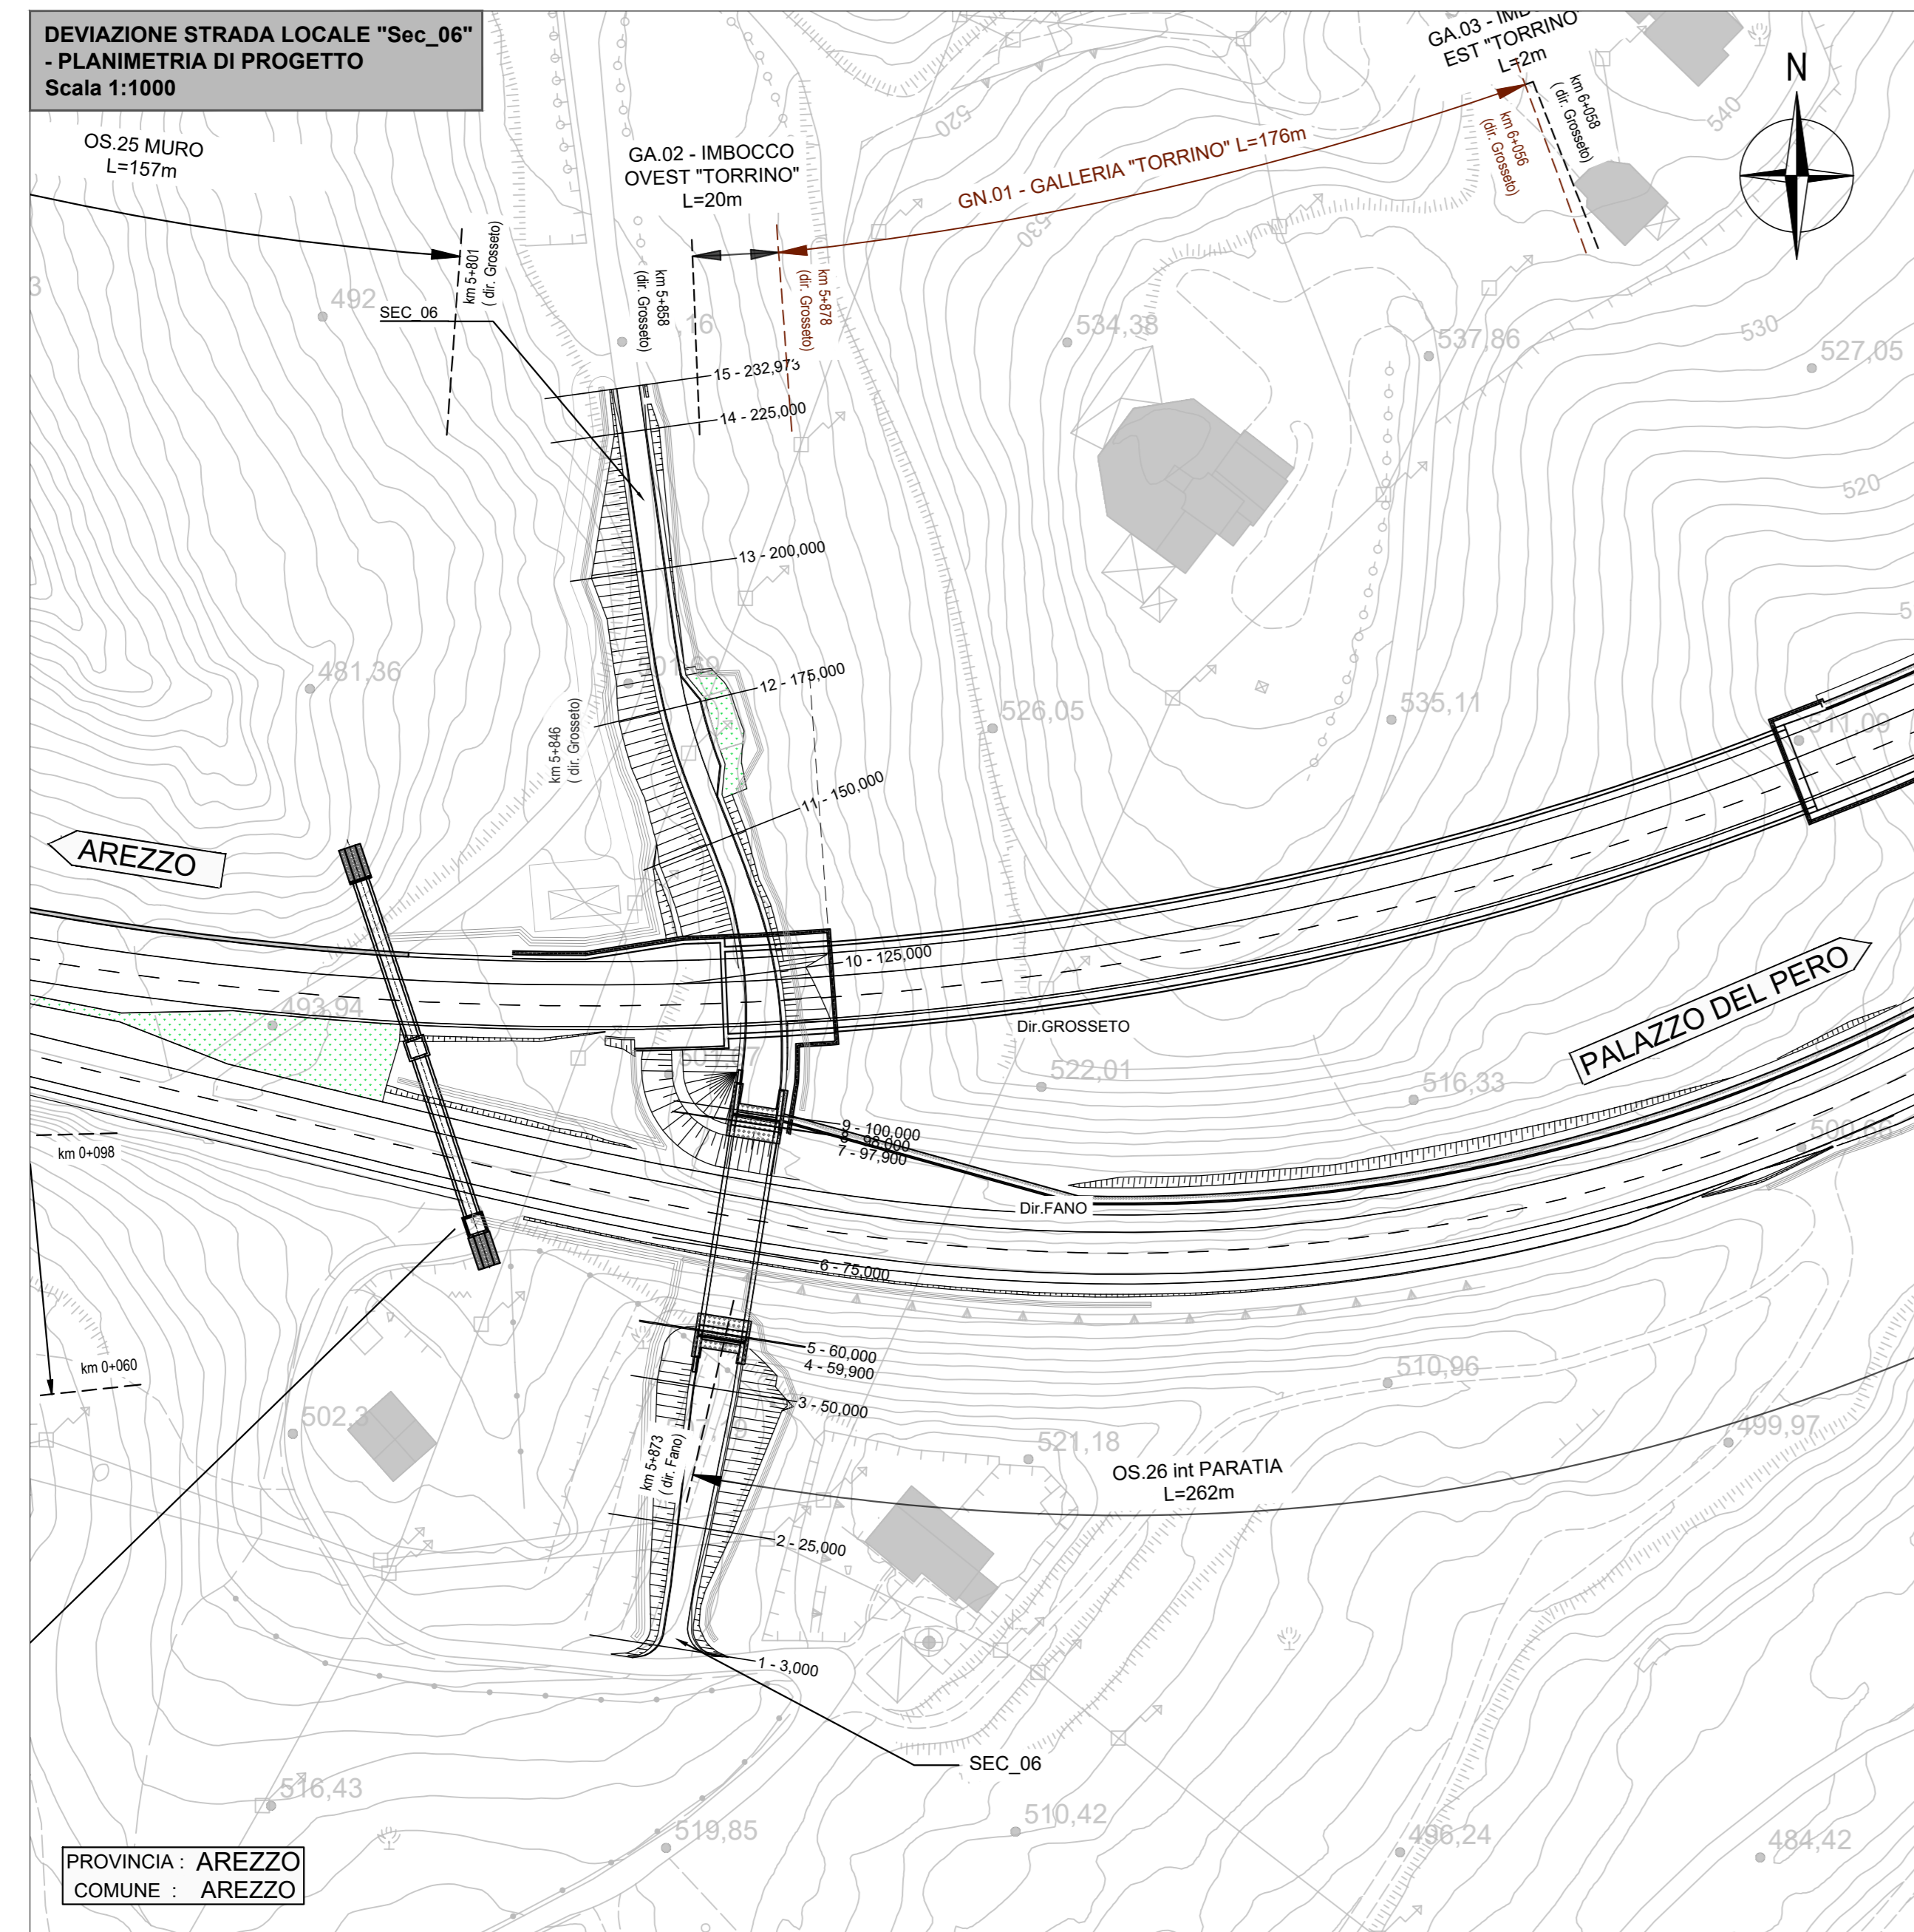 DEVIAZIONE STRADA LOCALE "Sec_06"
- PLANIMETRIA DI PROGETTO
Scala 1:1000
OS.25 MURO
L=157m
GA.02 - IMBOCCO
OVEST "TORRINO"
L=20m
GN.01 - GALLERIA "TORRINO" L=176m
EST "TORRINO"
L=2m
km 6+058
( dir. Grosseto)
km 6+056
(dir. Grosseto)
N
km 5+801
( dir. Grosseto)
km 5+858
(dir. Grosseto)
km 5+878
(dir. Grosseto)
SEC_06
520
530
540
530
520
492
534,38
537,86
527,05
15 - 232,973
14 - 225,000
13 - 200,000
12 - 175,000
11 - 150,000
10 - 125,000
481,36
526,05
535,11
511,09
km 5+846
( dir. Grosseto)
AREZZO
PALAZZO DEL PERO
493,94
Dir.GROSSETO
522,01
516,33
500,66
9 - 100,000
8 - 98,000
7 - 97,900
km 0+098
Dir.FANO
6 - 75,000
5 - 60,000
4 - 59,900
3 - 50,000
km 0+060
510,96
502,3
499,97
521,18
km 5+873
( dir. Fano)
OS.26 int PARATIA
L=262m
2 - 25,000
1 - 3,000
SEC_06
516,43
519,85
510,42
496,24
484,42
PROVINCIA : AREZZO
COMUNE : AREZZO